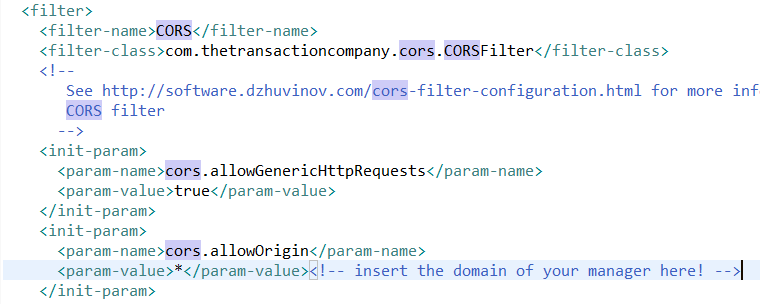 <filter>
<filter-name>CORS</filter-name>
<filter-class>com.thetransactioncompany.cors.CORSFilter</filter-class>
<!--
See http://software.dzhuvinov.com/cors-filter-configuration.html for more inf
CORS filter
-->
<init-param>
<param-name>cors.allowGenericHttpRequests</param-name>
<param-value>true</param-value>
</init-param>
<init-param>
<param-name>cors.allowOrigin</param-name>
<param-value>*</param-value><!-- insert the domain of your manager here! -->
</init-param>